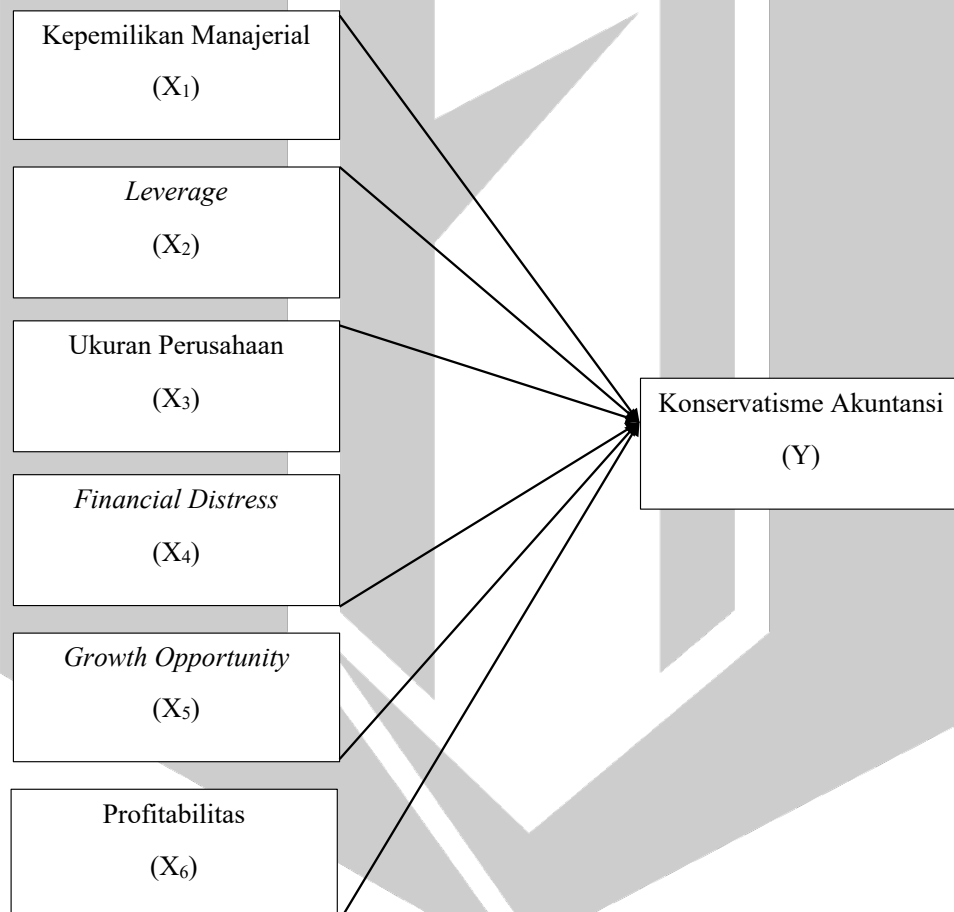 Kepemilikan Manajerial
(X₁)
Leverage
(X₂)
Ukuran Perusahaan
(X₃)
Financial Distress
(X₄)
Growth Opportunity
(X₅)
Profitabilitas
(X₆)
Konservatisme Akuntansi
(Y)